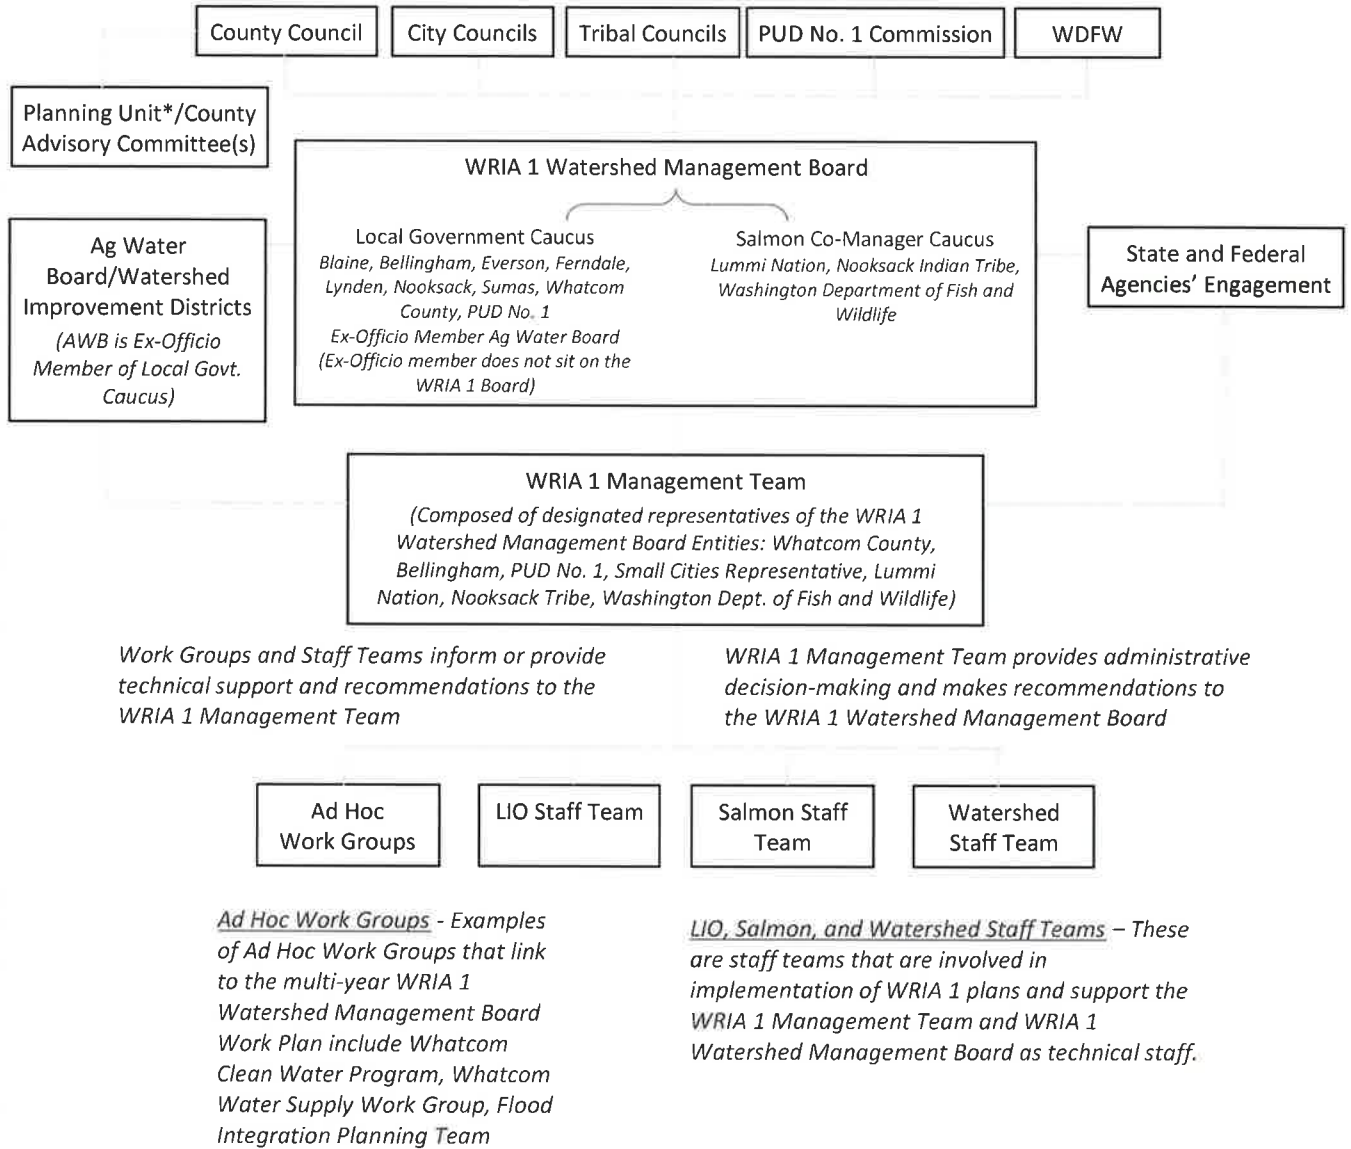 County Council
City Councils
Tribal Councils
PUD No. 1 Commission
WDFW
Planning Unit*/County
Advisory Committee(s)
WRIA 1 Watershed Management Board
Local Government Caucus
Blaine, Bellingham, Everson, Ferndale,
Lynden, Nooksack, Sumas, Whatcom
County, PUD No. 1
Ex-Officio Member Ag Water Board
(Ex-Officio member does not sit on the
WRIA 1 Board)
Salmon Co-Manager Caucus
Lummi Nation, Nooksack Indian Tribe,
Washington Department of Fish and
Wildlife
Ag Water
Board/Watershed
Improvement Districts
(AWB is Ex-Officio
Member of Local Govt.
Caucus)
State and Federal
Agencies’ Engagement
WRIA 1 Management Team
(Composed of designated representatives of the WRIA 1
Watershed Management Board Entities: Whatcom County,
Bellingham, PUD No. 1, Small Cities Representative, Lummi
Nation, Nooksack Tribe, Washington Dept. of Fish and Wildlife)
Work Groups and Staff Teams inform or provide
technical support and recommendations to the
WRIA 1 Management Team
WRIA 1 Management Team provides administrative
decision-making and makes recommendations to
the WRIA 1 Watershed Management Board
Ad Hoc
Work Groups
LIO Staff Team
Salmon Staff
Team
Watershed
Staff Team
Ad Hoc Work Groups - Examples
of Ad Hoc Work Groups that link
to the multi-year WRIA 1
Watershed Management Board
Work Plan include Whatcom
Clean Water Program, Whatcom
Water Supply Work Group, Flood
Integration Planning Team
LIO, Salmon, and Watershed Staff Teams – These
are staff teams that are involved in
implementation of WRIA 1 plans and support the
WRIA 1 Management Team and WRIA 1
Watershed Management Board as technical staff.